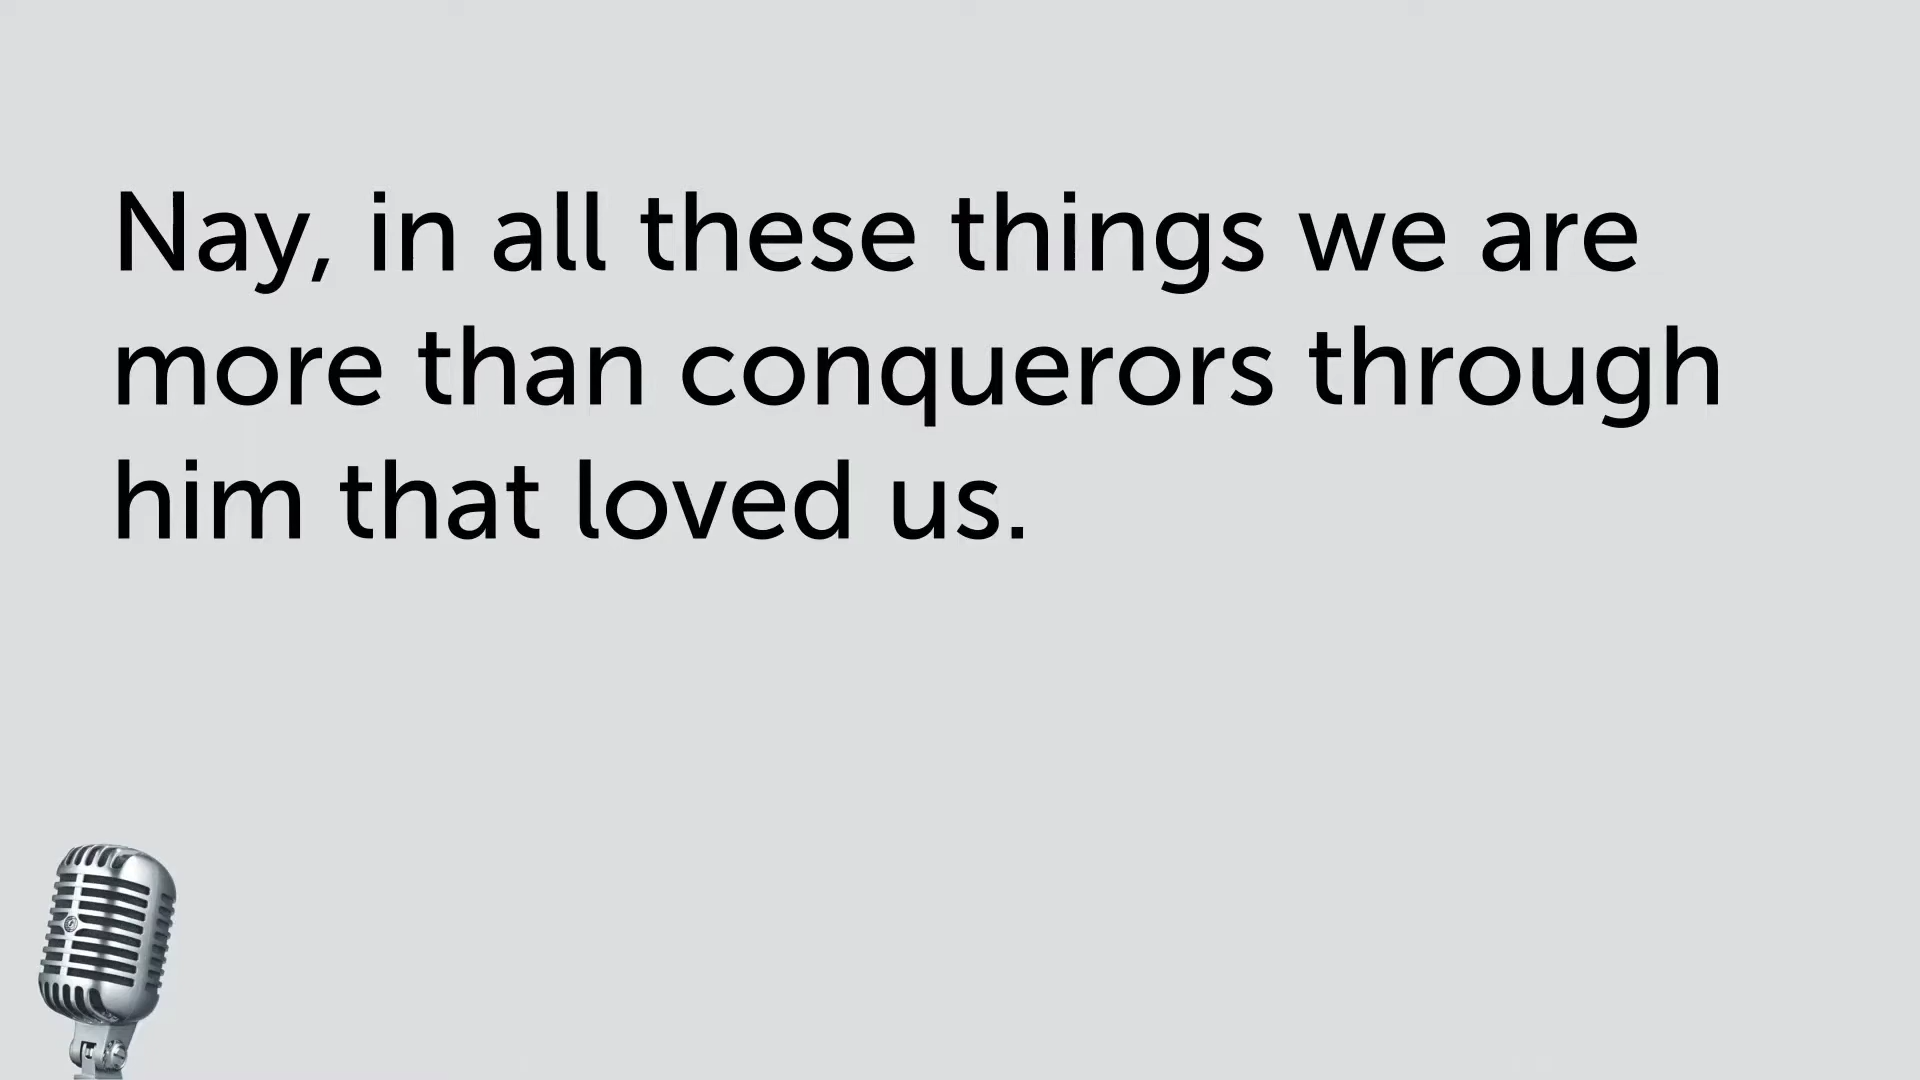 Nay, in all these things we are
more than conquerors through
him that loved us.